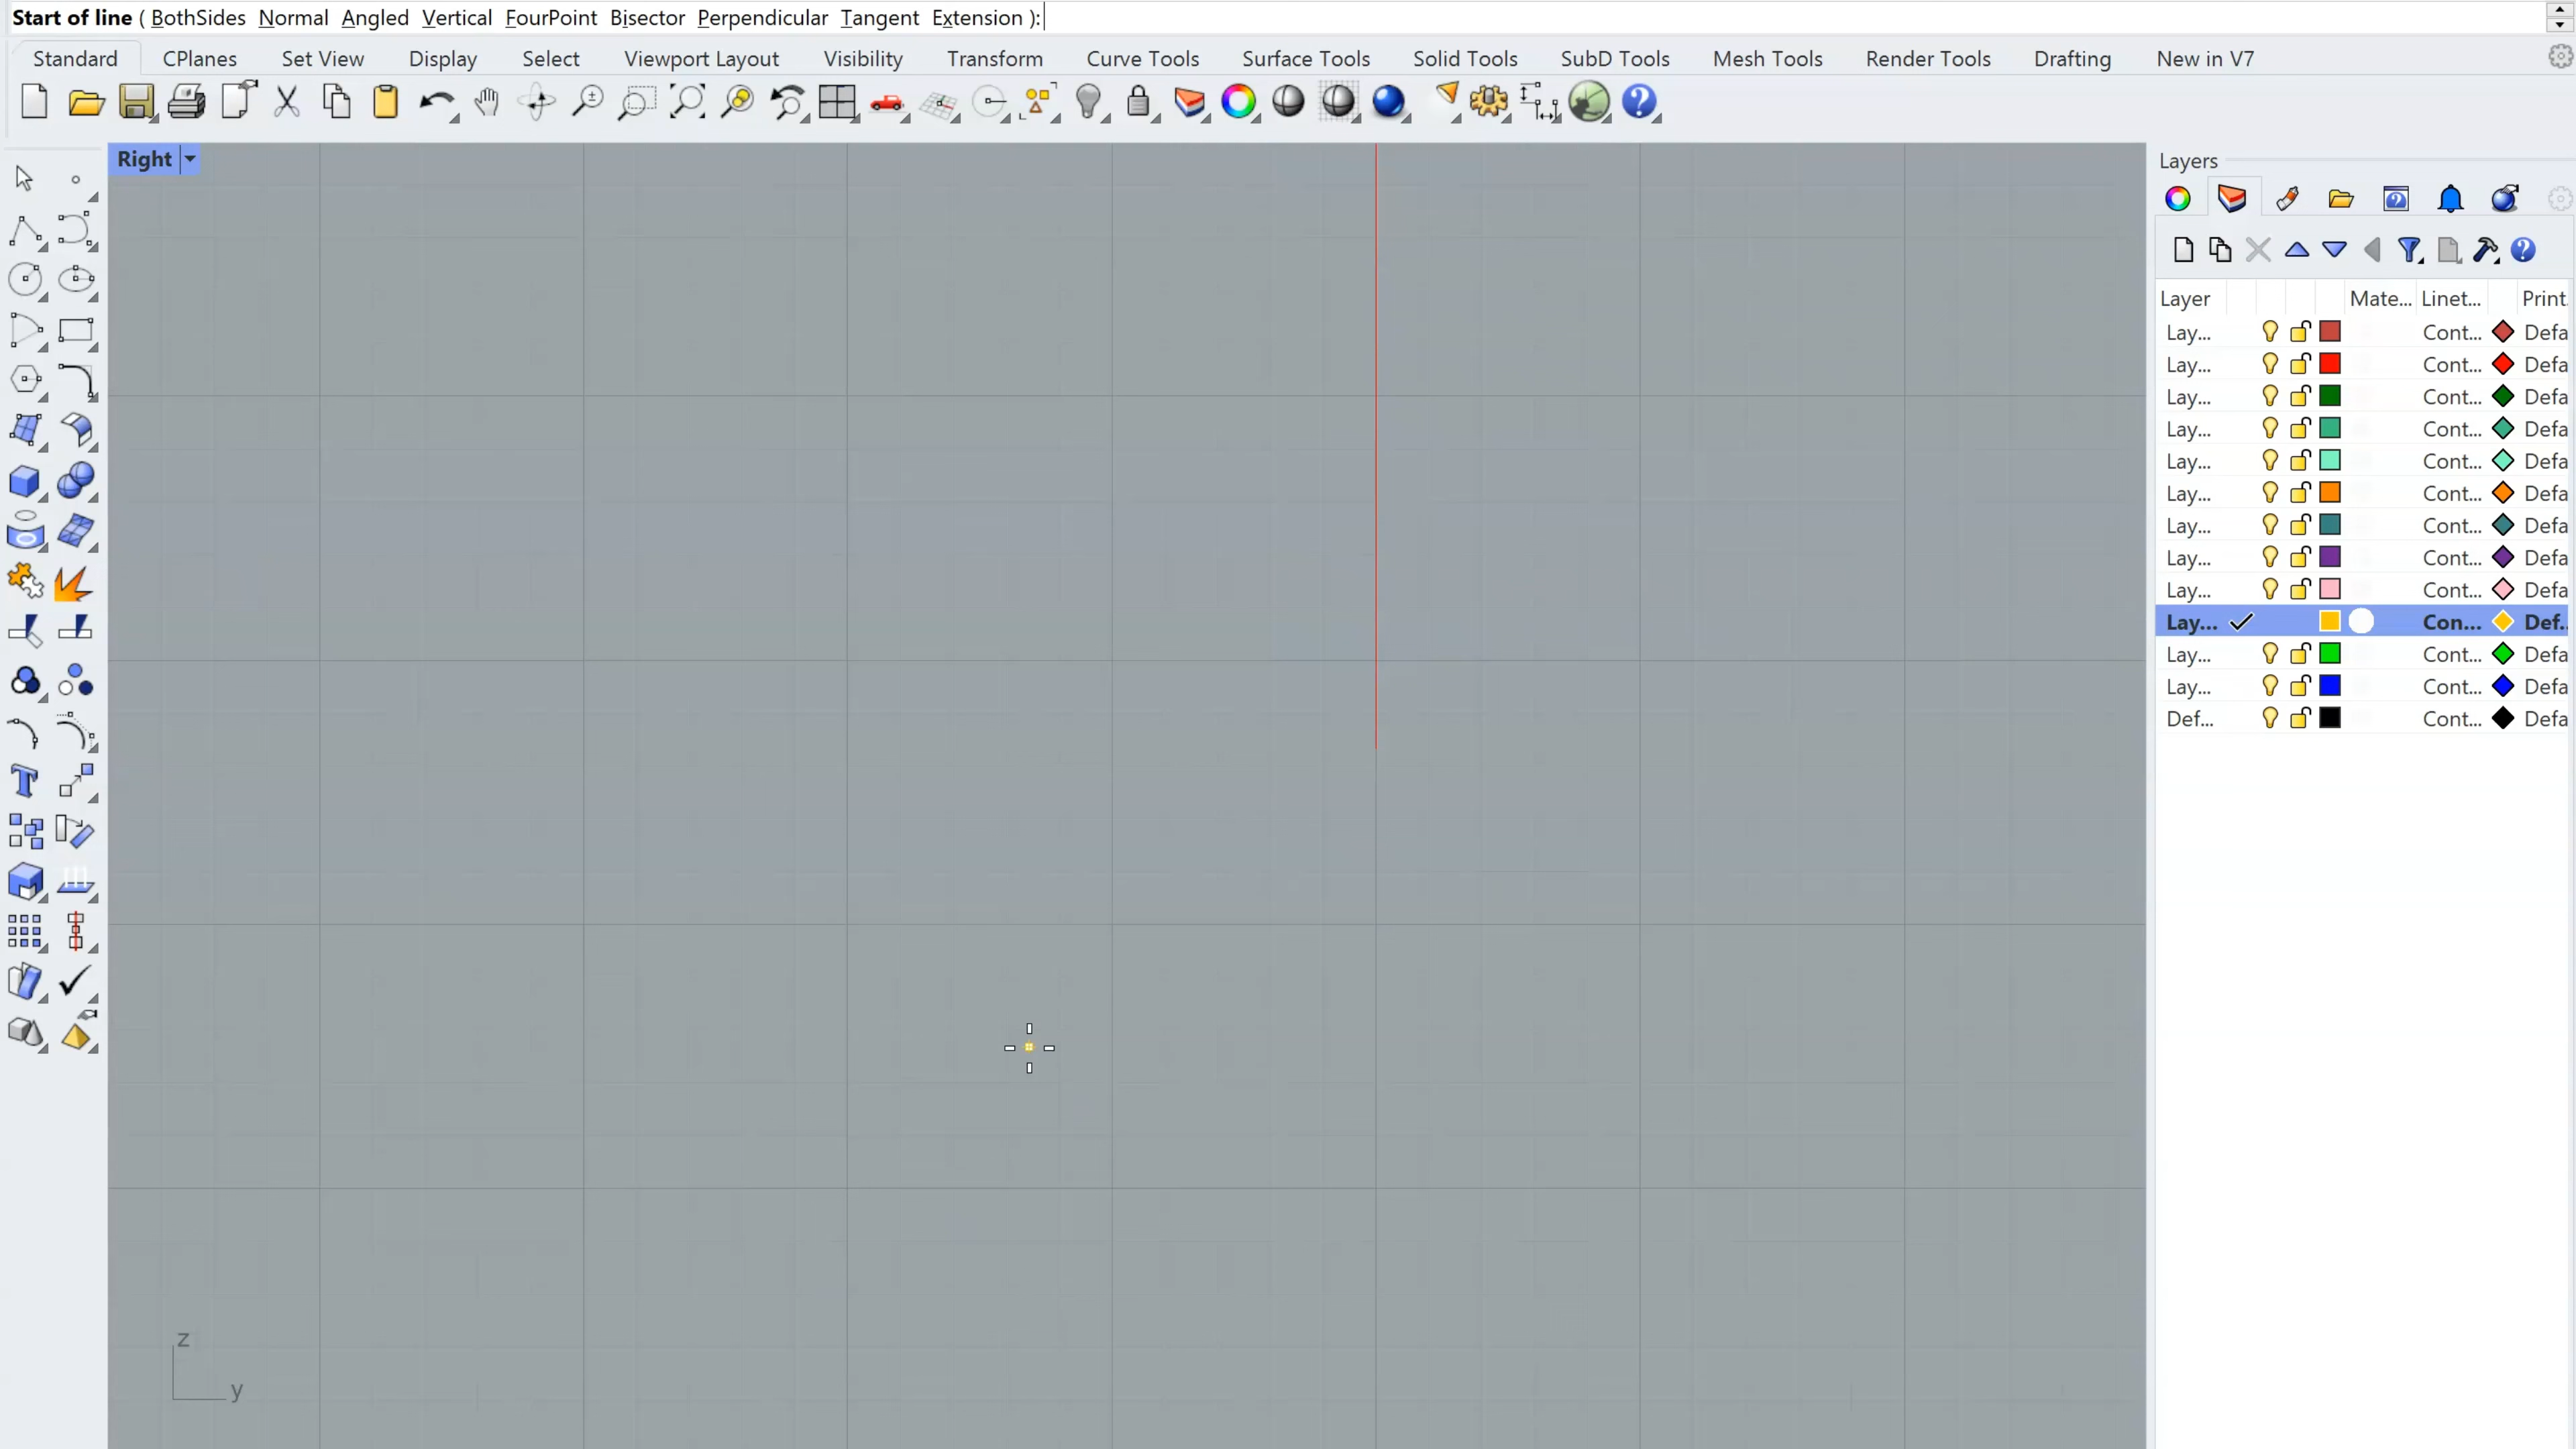 Start of line ( BothSides Normal Angled Vertical FourPoint Bisector Perpendicular Tangent Extension ):
Standard CPlanes Set View Display Select Viewport Layout Visibility Transform Curve Tools Surface Tools Solid Tools SubD Tools Mesh Tools Render Tools Drafting New in V7
Right
Layers
Layer Mate... Linet... Print
Lay... Cont... Defa
Lay... Cont... Defa
Lay... Cont... Defa
Lay... Cont... Defa
Lay... Cont... Defa
Lay... Cont... Defa
Lay... Cont... Defa
Lay... Cont... Defa
Lay... Cont... Defa
Lay... Con... Def..
Lay... Cont... Defa
Lay... Cont... Defa
Def... Cont... Defa
z
y